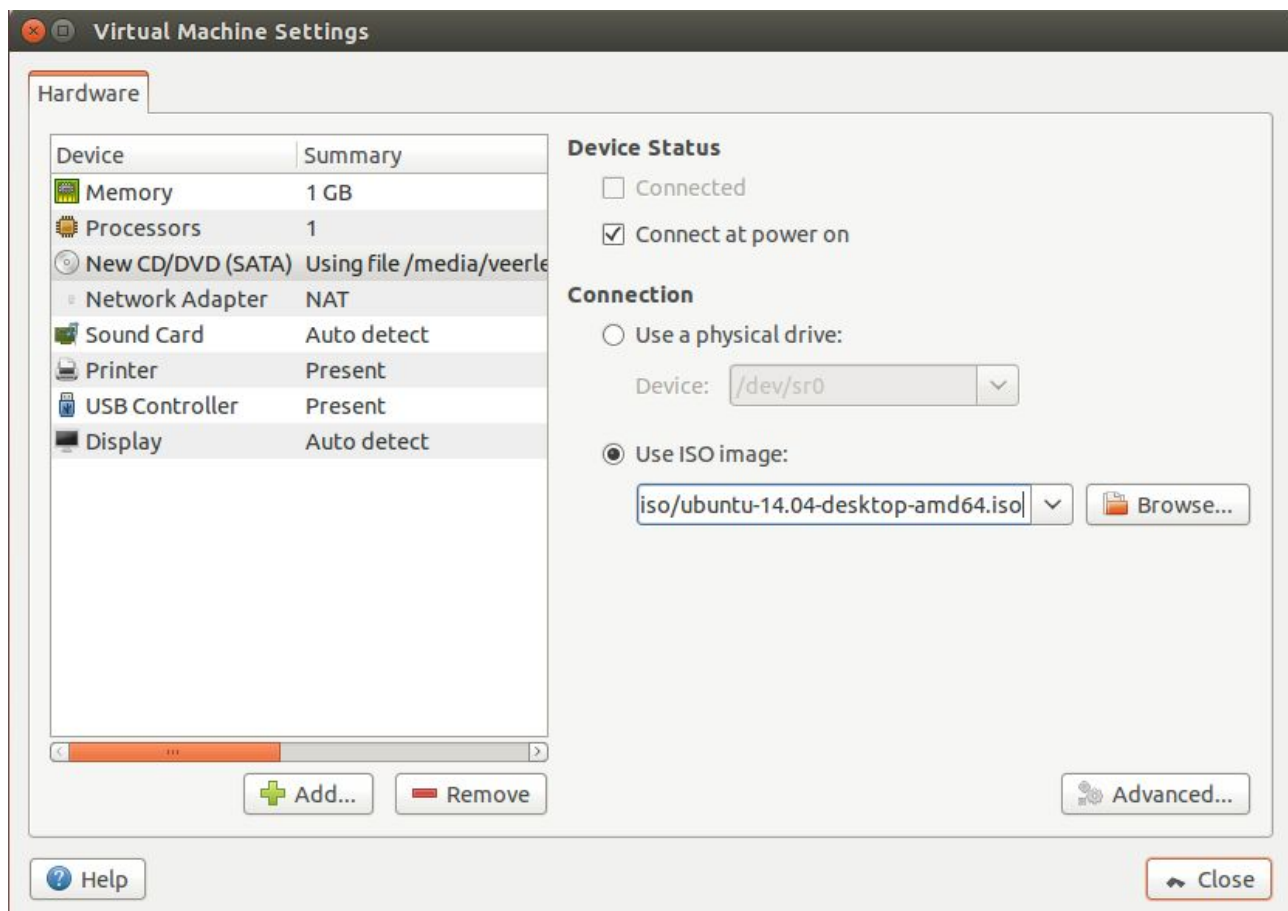 Virtual Machine Settings
Hardware
Device Summary
Memory 1 GB
Processors 1
New CD/DVD (SATA) Using file /media/veerle
Network Adapter NAT
Sound Card Auto detect
Printer Present
USB Controller Present
Display Auto detect
Add... Remove
Device Status
Connected
Connect at power on
Connection
Use a physical drive:
Device: /dev/sr0
Use ISO image:
iso/ubuntu-14.04-desktop-amd64.iso Browse...
Advanced...
Help Close